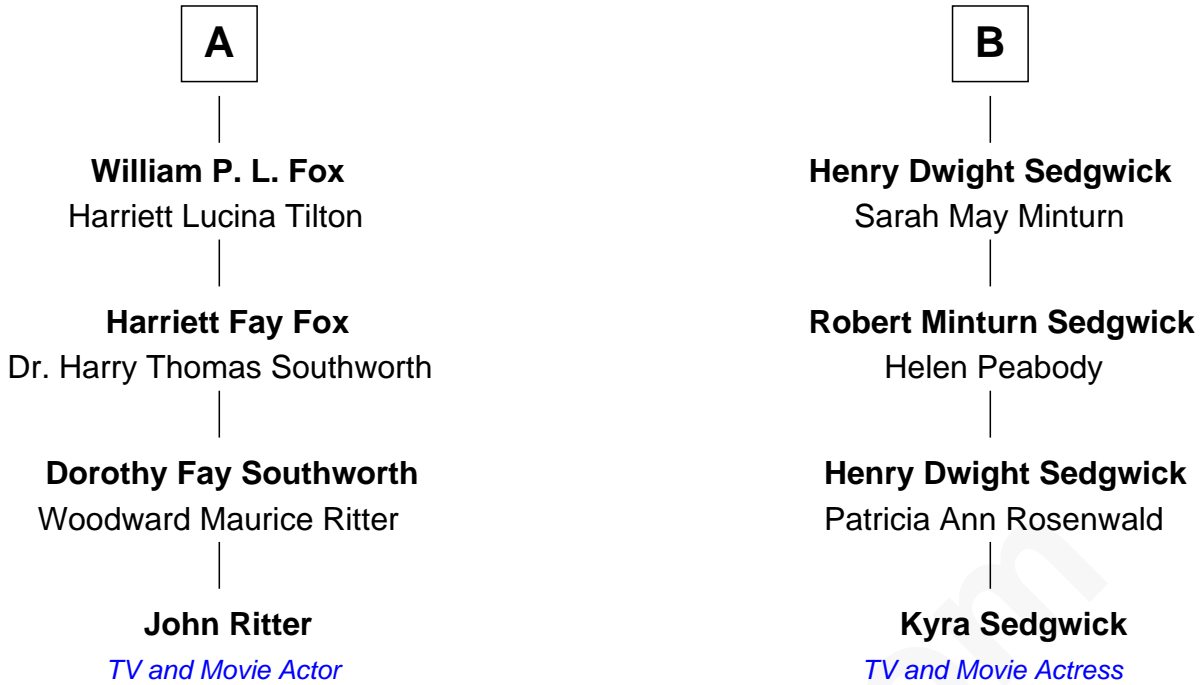 A
William P. L. Fox
Harriett Lucina Tilton
Harriett Fay Fox
Dr. Harry Thomas Southworth
Dorothy Fay Southworth
Woodward Maurice Ritter
John Ritter
TV and Movie Actor
B
Henry Dwight Sedgwick
Sarah May Minturn
Robert Minturn Sedgwick
Helen Peabody
Henry Dwight Sedgwick
Patricia Ann Rosenwald
Kyra Sedgwick
TV and Movie Actress